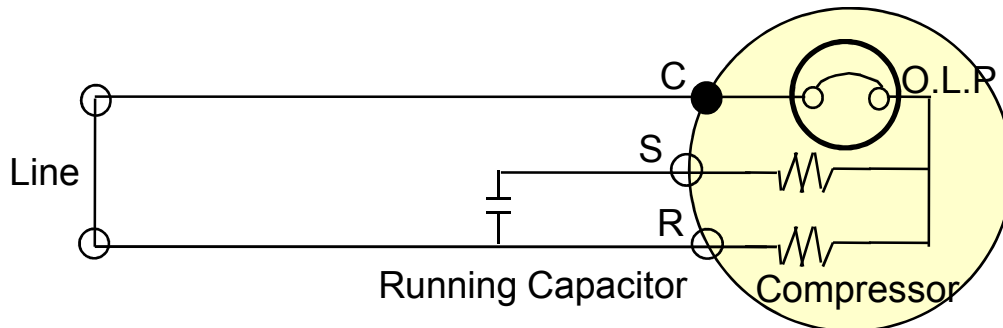 C
O.L.P
S
Line
R
Running Capacitor
Compressor